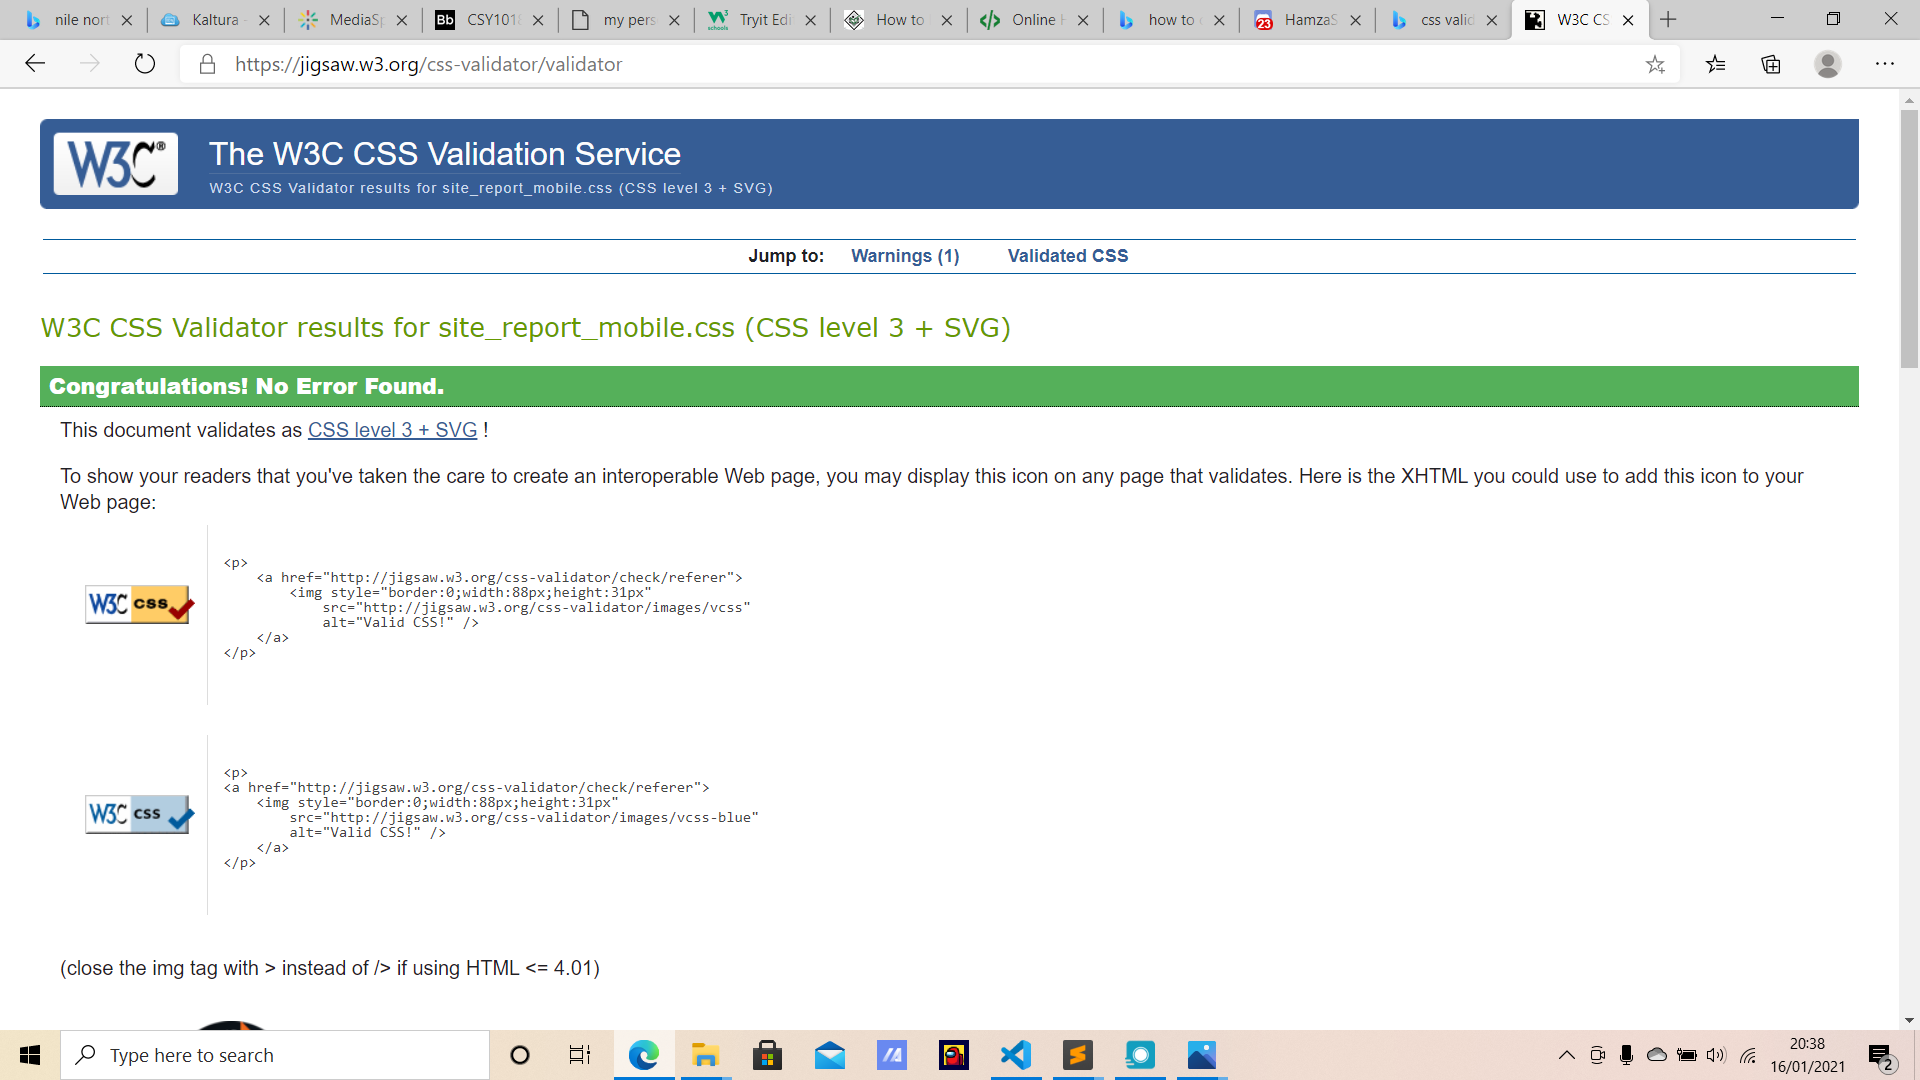 nile nort
Kaltura -
MediaSp
Bb CSY1018
my pers
Tryit Edit
How to
Online H
how to c
HamzaS
css valid
W3C CS
https://jigsaw.w3.org/css-validator/validator
W3C®
The W3C CSS Validation Service
W3C CSS Validator results for site_report_mobile.css (CSS level 3 + SVG)
Jump to: Warnings (1) Validated CSS
W3C CSS Validator results for site_report_mobile.css (CSS level 3 + SVG)
Congratulations! No Error Found.
This document validates as CSS level 3 + SVG !
To show your readers that you've taken the care to create an interoperable Web page, you may display this icon on any page that validates. Here is the XHTML you could use to add this icon to your
Web page:
W3C css
<p>
<a href="http://jigsaw.w3.org/css-validator/check/referer">
<img style="border:0;width:88px;height:31px"
src="http://jigsaw.w3.org/css-validator/images/vcss"
alt="Valid CSS!" />
</a>
</p>
W3C css
<p>
<a href="http://jigsaw.w3.org/css-validator/check/referer">
<img style="border:0;width:88px;height:31px"
src="http://jigsaw.w3.org/css-validator/images/vcss-blue"
alt="Valid CSS!" />
</a>
</p>
(close the img tag with > instead of /> if using HTML <= 4.01)
Type here to search
20:38
16/01/2021
2